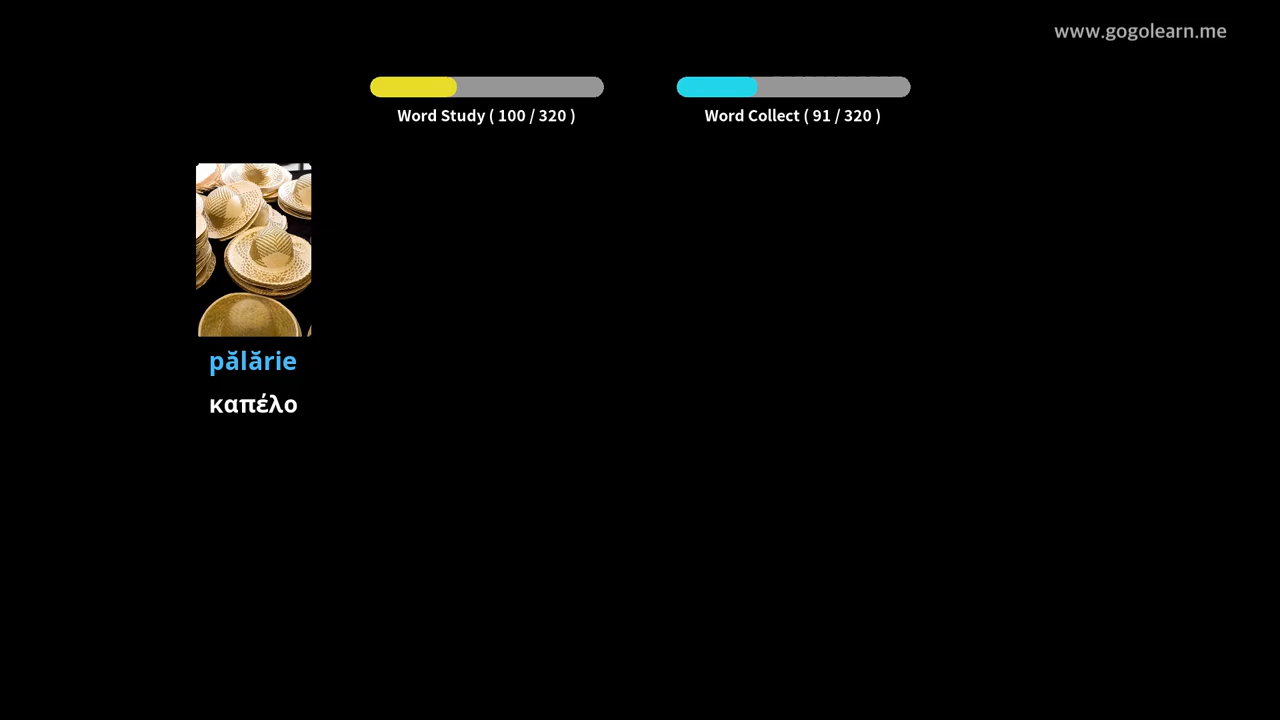 www.gogolearn.me
Word Study ( 100 / 320 )
Word Collect ( 91 / 320 )
pălărie
καπέλο